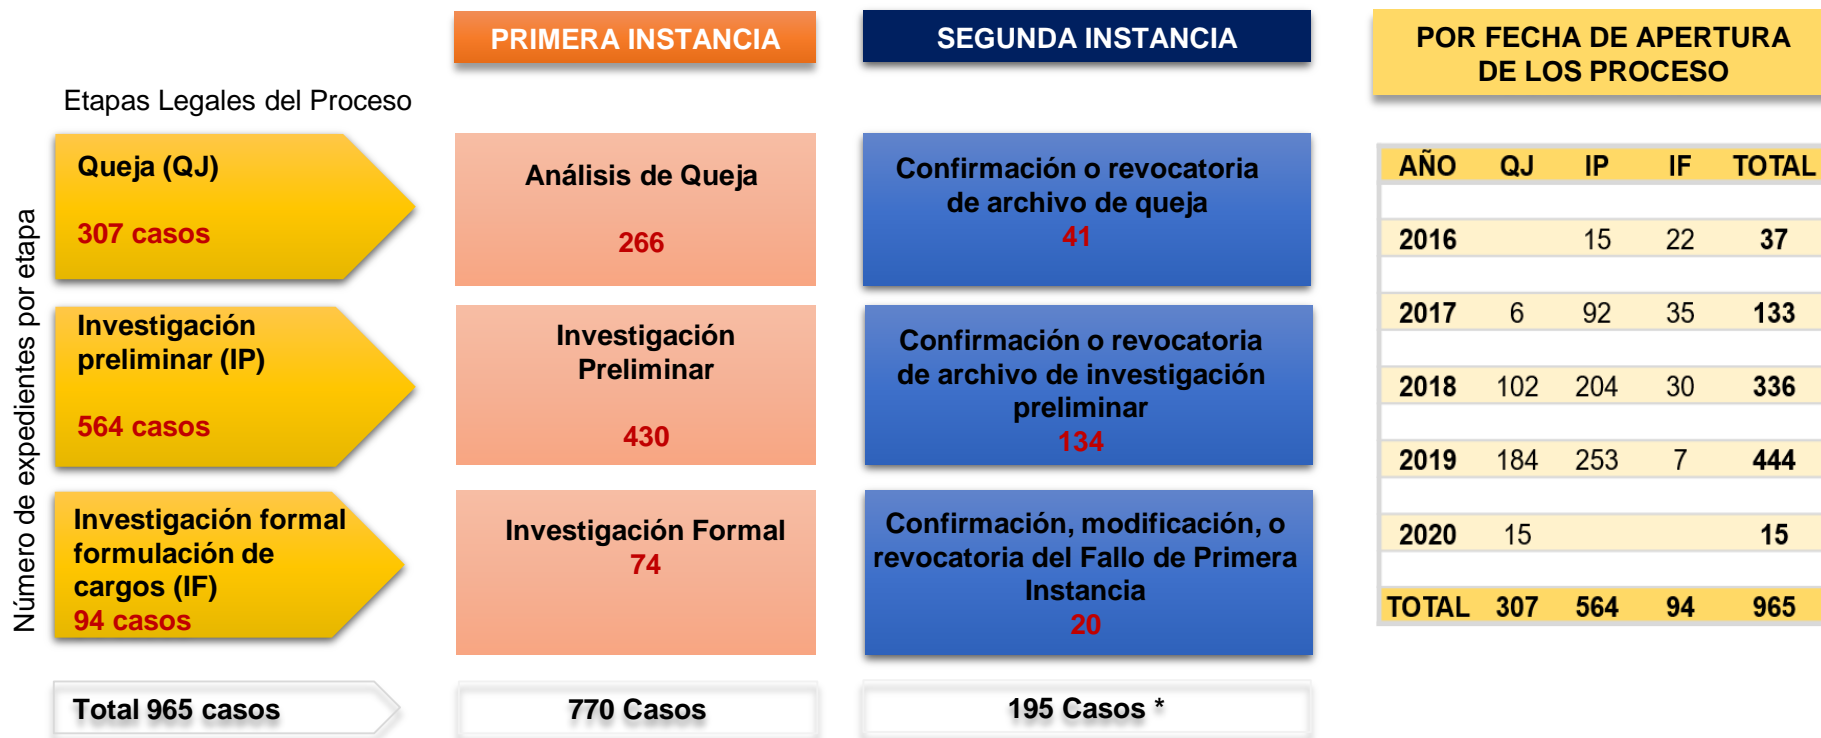 PRIMERA INSTANCIA
SEGUNDA INSTANCIA
POR FECHA DE APERTURA
DE LOS PROCESO
Etapas Legales del Proceso
Número de expedientes por etapa
Queja (QJ)
307 casos
Análisis de Queja
266
Confirmación o revocatoria
de archivo de queja
41
Investigación
preliminar (IP)
564 casos
Investigación
Preliminar
430
Confirmación o revocatoria
de archivo de investigación
preliminar
134
Investigación formal
formulación de
cargos (IF)
94 casos
Investigación Formal
74
Confirmación, modificación, o
revocatoria del Fallo de Primera
Instancia
20
Total 965 casos
770 Casos
195 Casos *
AÑO QJ IP IF TOTAL
2016 15 22 37
2017 6 92 35 133
2018 102 204 30 336
2019 184 253 7 444
2020 15 15
TOTAL 307 564 94 965